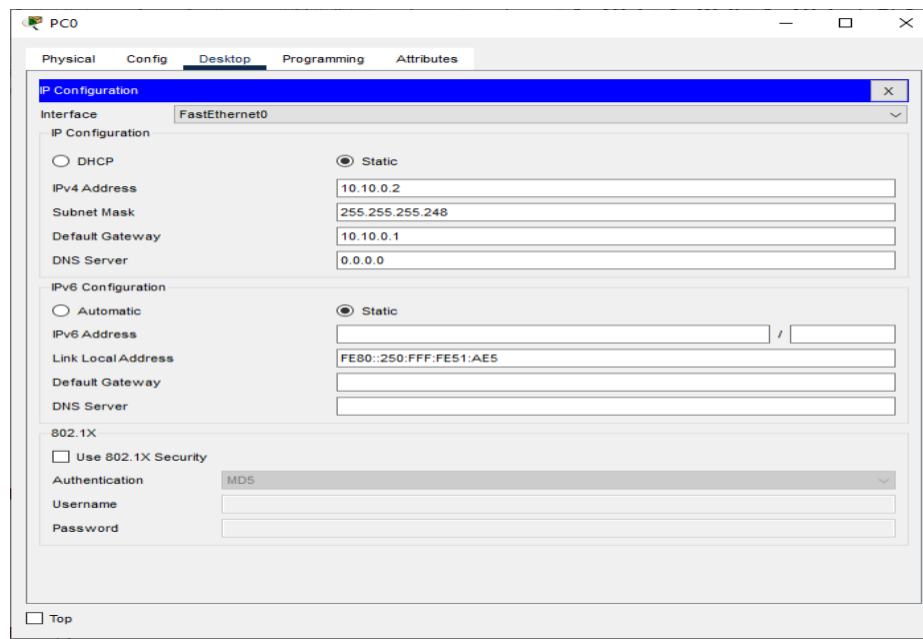 PC0
Physical Config Desktop Programming Attributes
IP Configuration X
Interface FastEthernet0
IP Configuration
DHCP Static
IPv4 Address 10.10.0.2
Subnet Mask 255.255.255.248
Default Gateway 10.10.0.1
DNS Server 0.0.0.0
IPv6 Configuration
Automatic Static
IPv6 Address /
Link Local Address FE80::250:FFF:FE51:AE5
Default Gateway
DNS Server
802.1X
Use 802.1X Security
Authentication MD5
Username
Password
Top